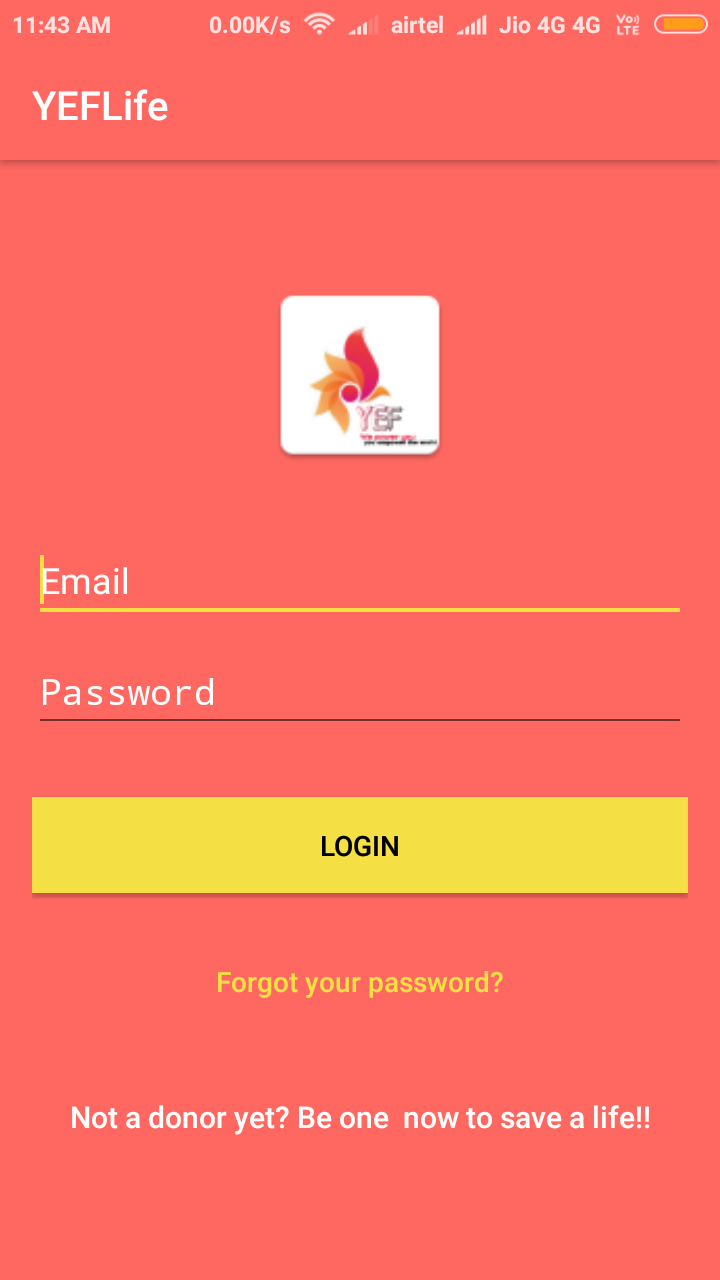 11:43 AM 0.00K/s airtel Jio 4G 4G Vo) LTE
YEFLife
YEF
Email
Password
LOGIN
Forgot your password?
Not a donor yet? Be one now to save a life!!